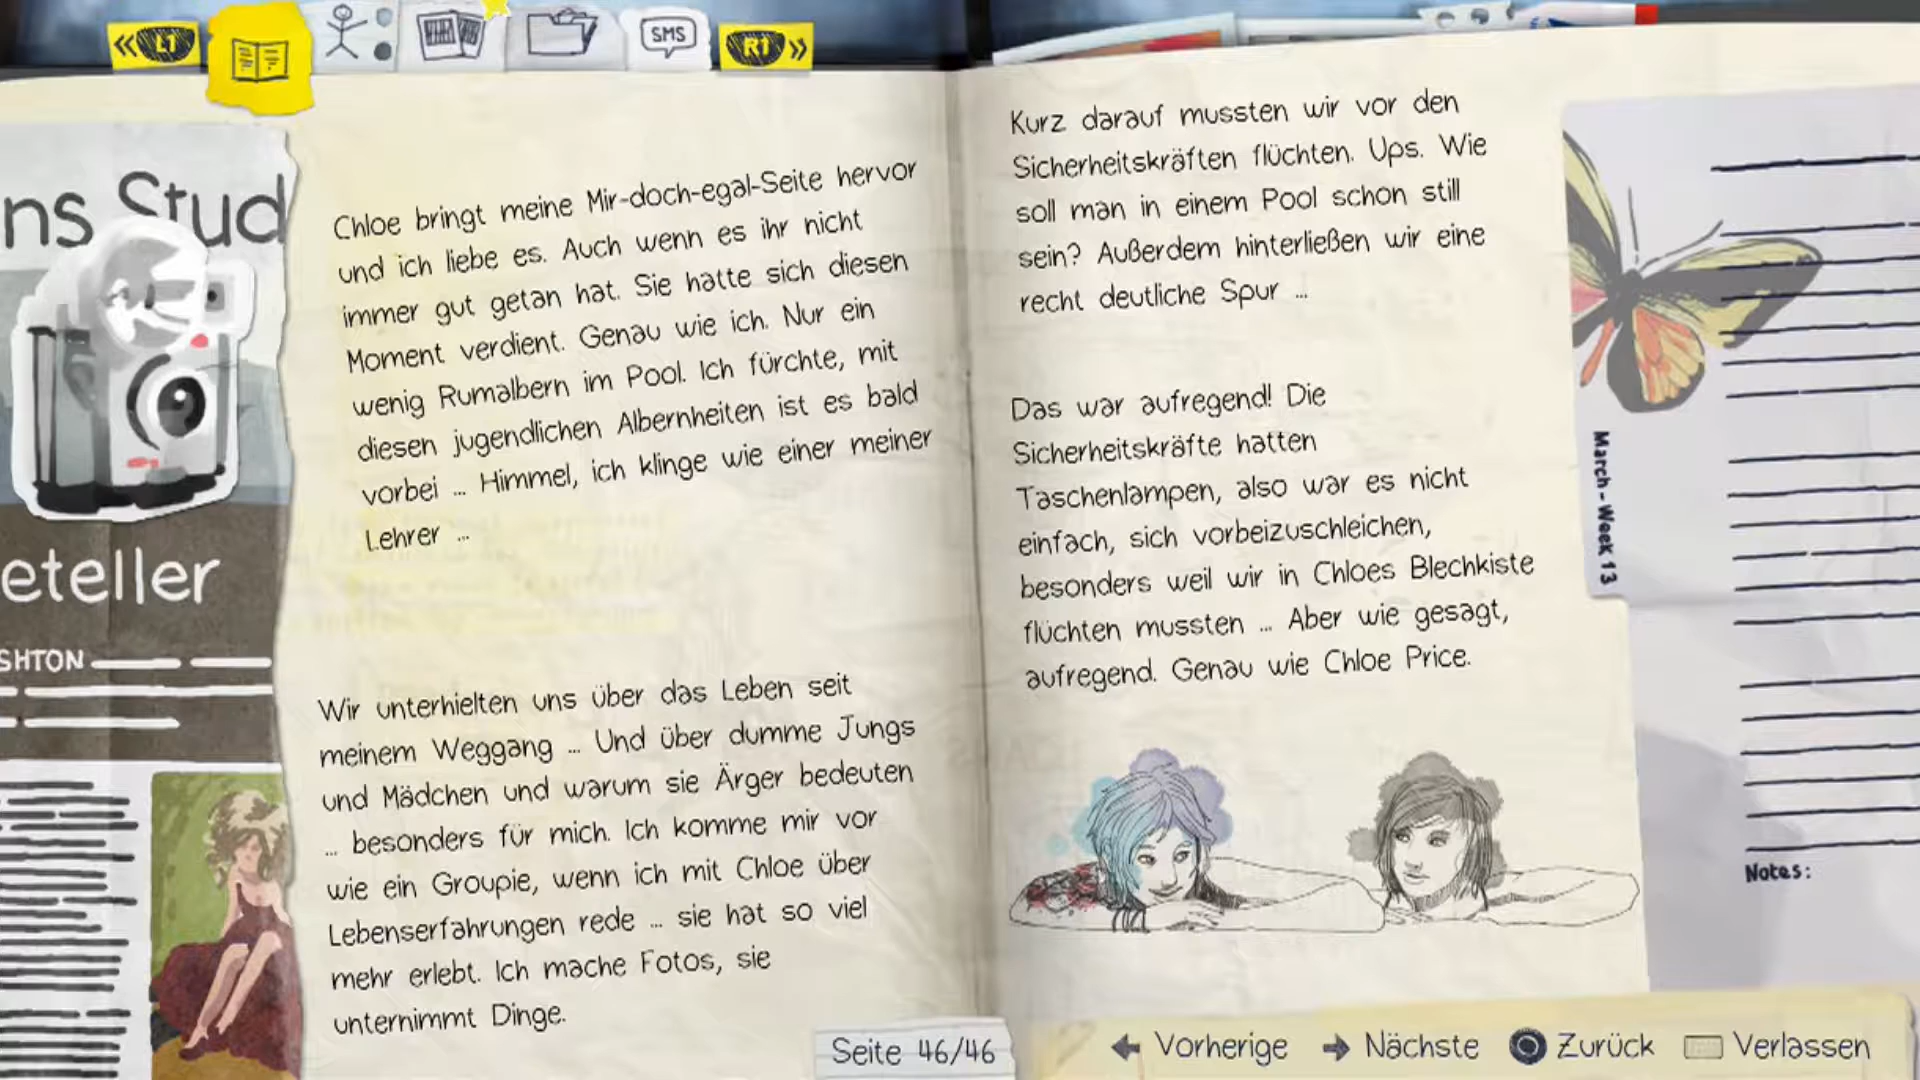 L1
SMS
R1
ns Stud
eteller
SHTON
Chloe bringt meine Mir-doch-egal-Seite hervor
und ich liebe es. Auch wenn es ihr nicht
immer gut getan hat. Sie hatte sich diesen
Moment verdient. Genau wie ich. Nur ein
wenig Rumalbern im Pool. Ich fürchte, mit
diesen jugendlichen Albernheiten ist es bald
vorbei ... Himmel, ich klinge wie einer meiner
Lehrer ...
Wir unterhielten uns über das Leben seit
meinem Weggang ... Und über dumme Jungs
und Mädchen und warum sie Ärger bedeuten
... besonders für mich. Ich komme mir vor
wie ein Groupie, wenn ich mit Chloe über
Lebenserfahrungen rede ... sie hat so viel
mehr erlebt. Ich mache Fotos, sie
unternimmt Dinge.
Kurz darauf mussten wir vor den
Sicherheitskräften flüchten. Ups. Wie
soll man in einem Pool schon still
sein? Außerdem hinterließen wir eine
recht deutliche Spur ...
Das war aufregend! Die
Sicherheitskräfte hatten
Taschenlampen, also war es nicht
einfach, sich vorbeizuschleichen,
besonders weil wir in Chloes Blechkiste
flüchten mussten ... Aber wie gesagt,
aufregend. Genau wie Chloe Price.
March - Week 13
Notes:
Seite 46/46
Vorherige
Nächste
Zurück
Verlassen